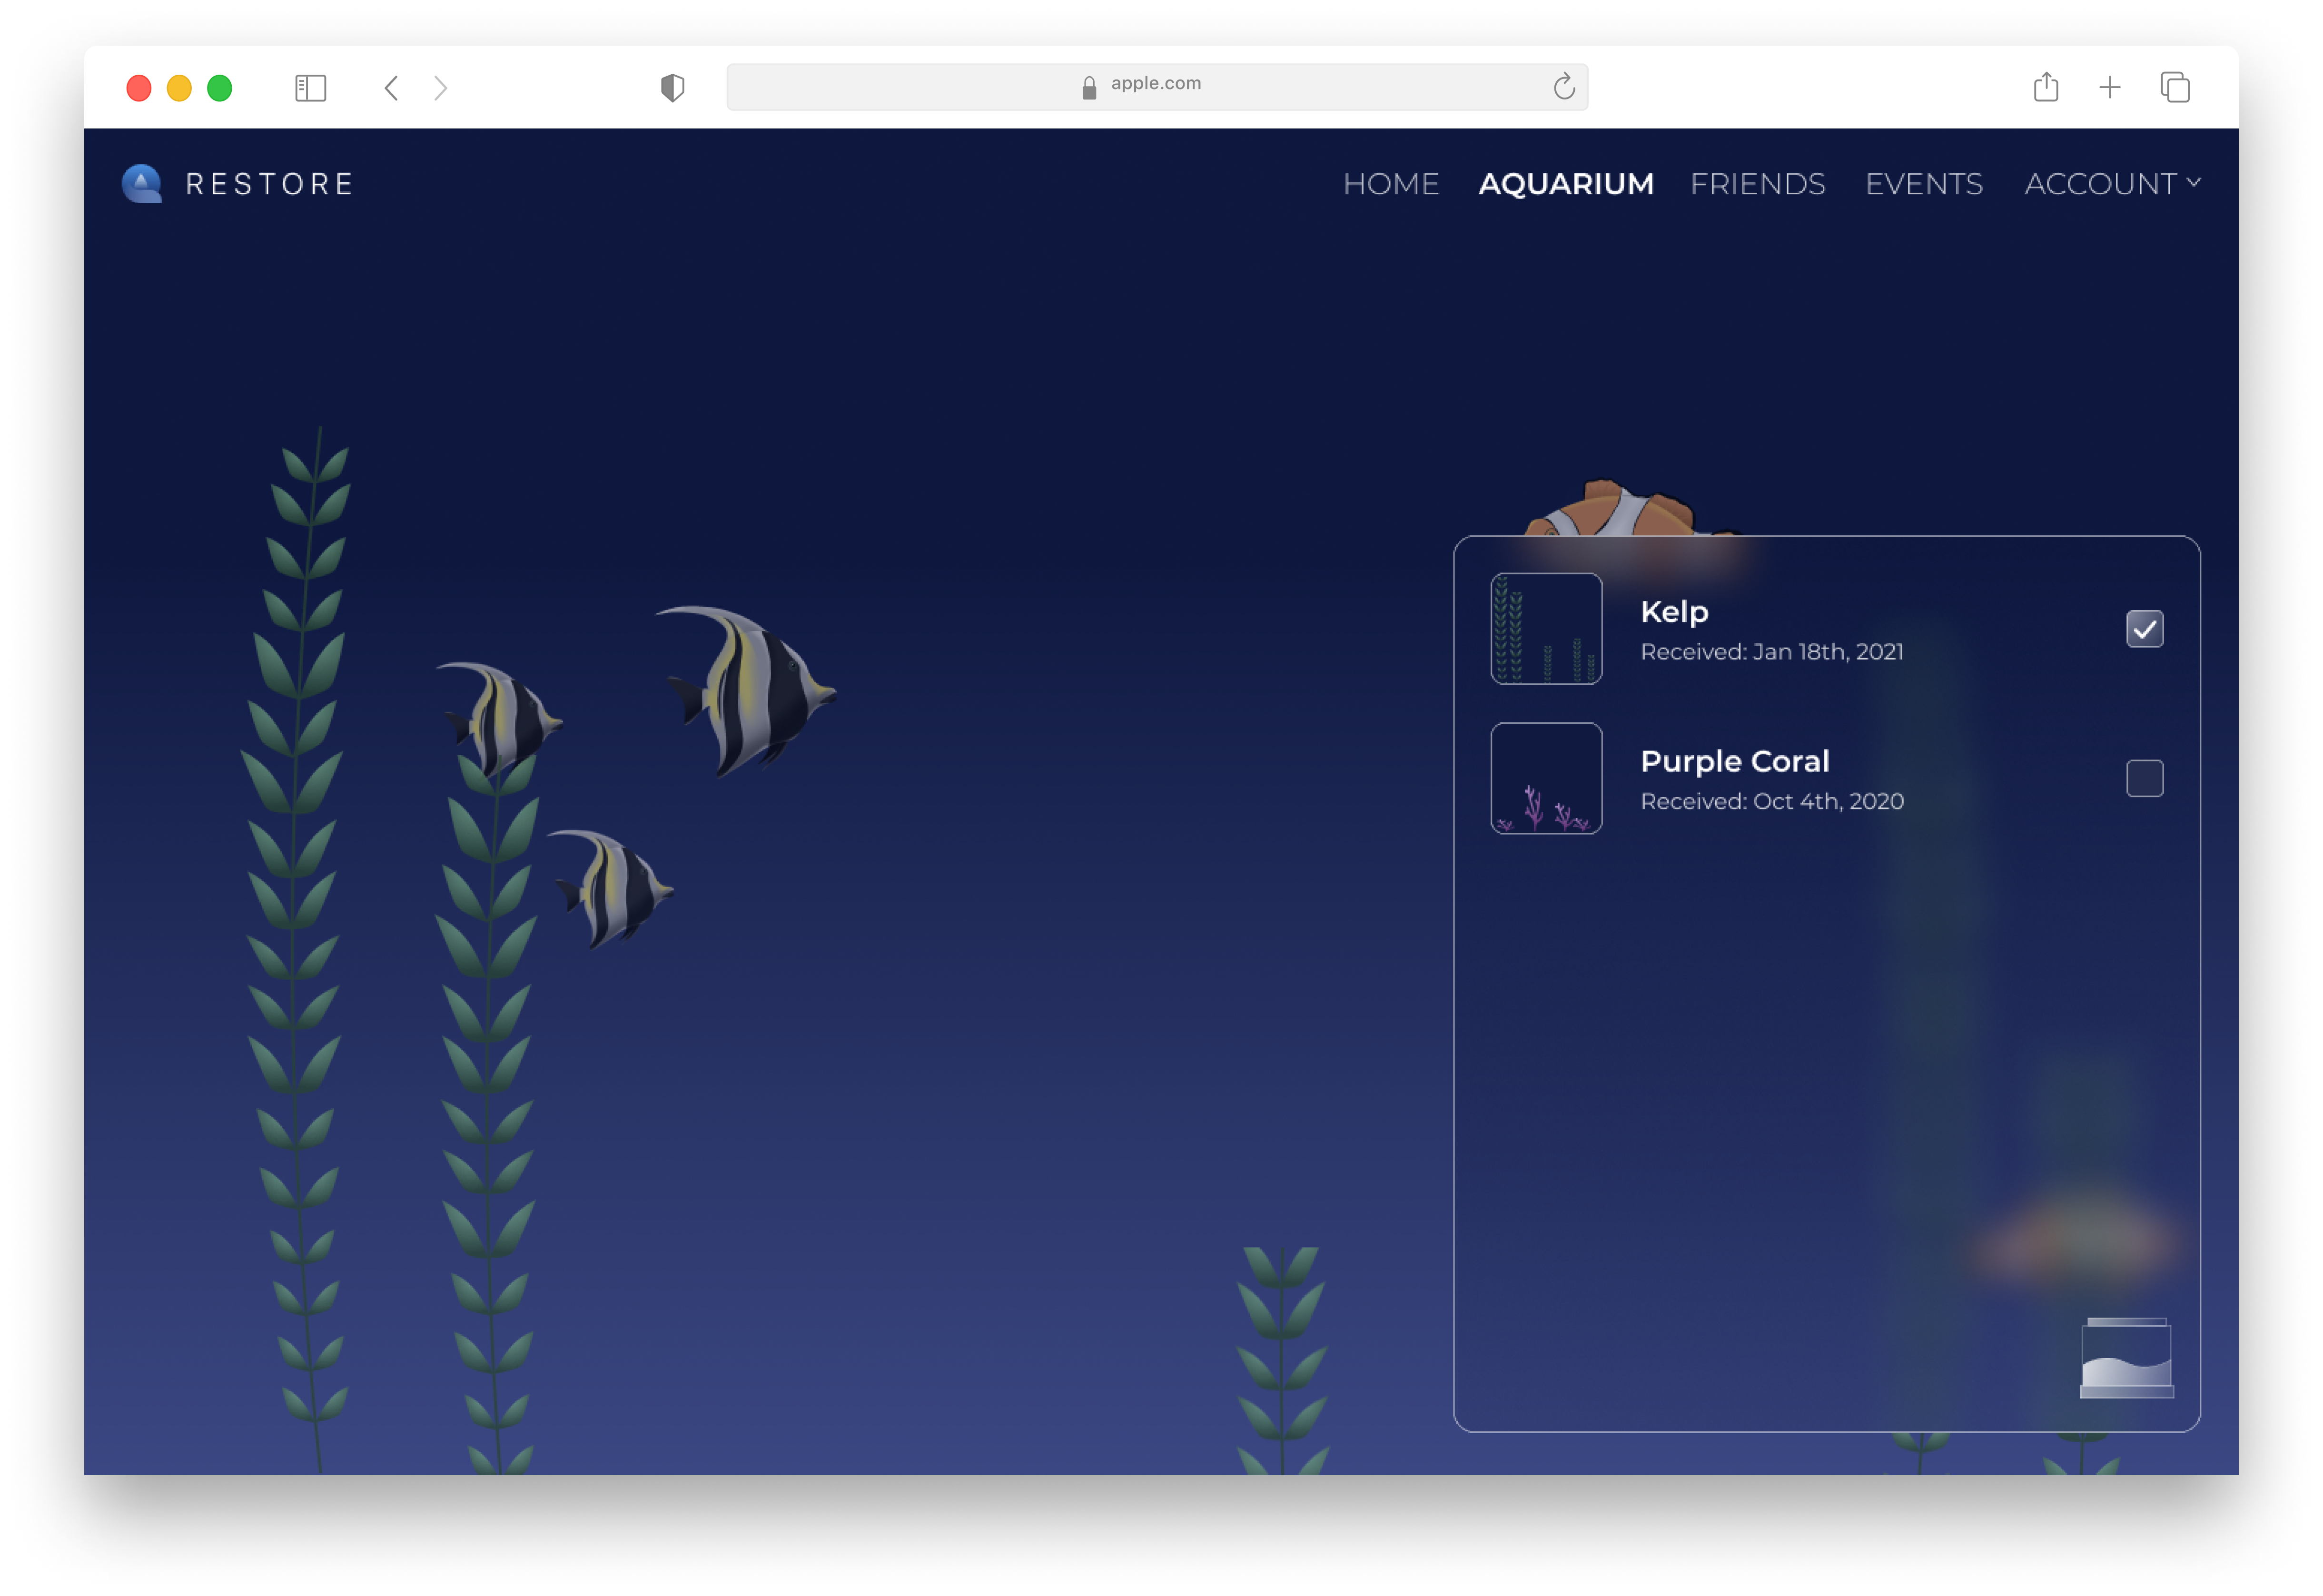 apple.com
RESTORE
HOME AQUARIUM FRIENDS EVENTS ACCOUNT
Kelp
Received: Jan 18th, 2021
Purple Coral
Received: Oct 4th, 2020